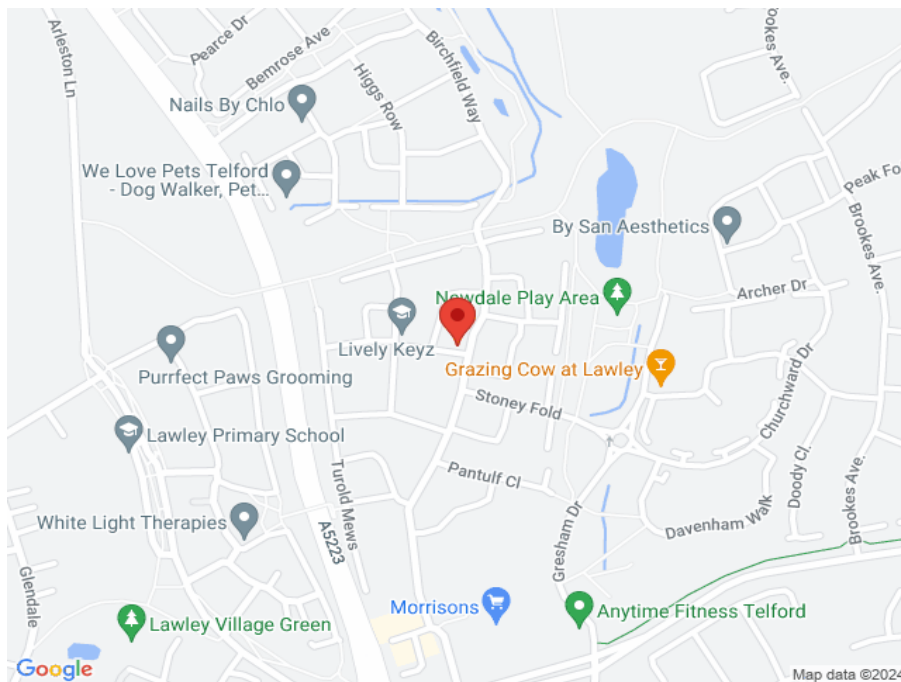 Arleston Ln
Pearce Dr
Bemrose Ave
Birchfield Way
Brookes Ave.
Nails By Chlo
Higgs Row
We Love Pets Telford
- Dog Walker, Pet...
Peak Fo
By San Aesthetics
Brookes Ave.
Newdale Play Area
Archer Dr
Lively Keyz
Purrfect Paws Grooming
Grazing Cow at Lawley
Stoney Fold
Churchward Dr
Lawley Primary School
Turold Mews
Pantulf Cl
Doody Cl.
Brookes Ave.
White Light Therapies
A5223
Gresham Dr
Davenham Walk
Glendale
Morrisons
Anytime Fitness Telford
Lawley Village Green
Google
Map data ©2024